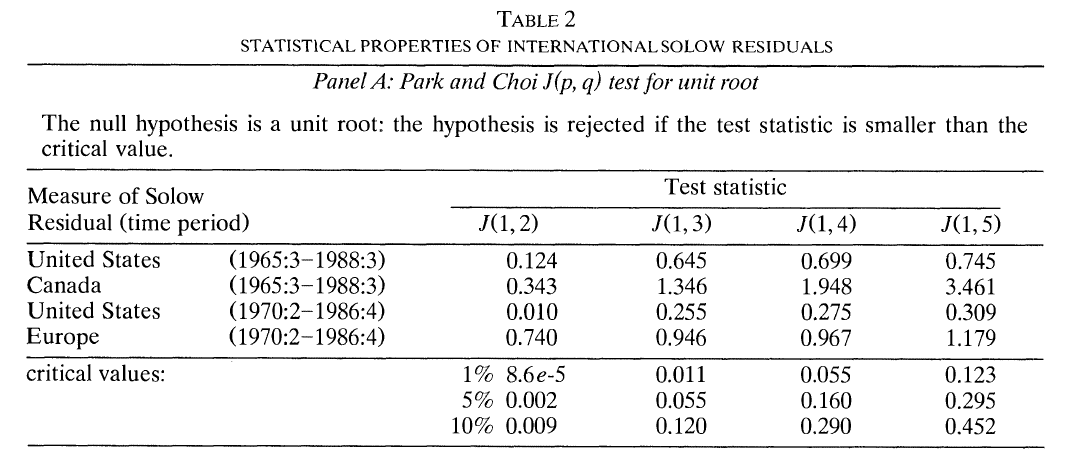 TABLE 2
STATISTICAL PROPERTIES OF INTERNATIONAL SOLOW RESIDUALS
Panel A: Park and Choi J(p, q) test for unit root
The null hypothesis is a unit root: the hypothesis is rejected if the test statistic is smaller than the
critical value.
Measure of Solow Test statistic
Residual (time period) J(1, 2) J(1, 3) J(1, 4) J(1, 5)
United States (1965:3–1988:3) 0.124 0.645 0.699 0.745
Canada (1965:3–1988:3) 0.343 1.346 1.948 3.461
United States (1970:2–1986:4) 0.010 0.255 0.275 0.309
Europe (1970:2–1986:4) 0.740 0.946 0.967 1.179
critical values: 1% 8.6e-5 0.011 0.055 0.123
5% 0.002 0.055 0.160 0.295
10% 0.009 0.120 0.290 0.452